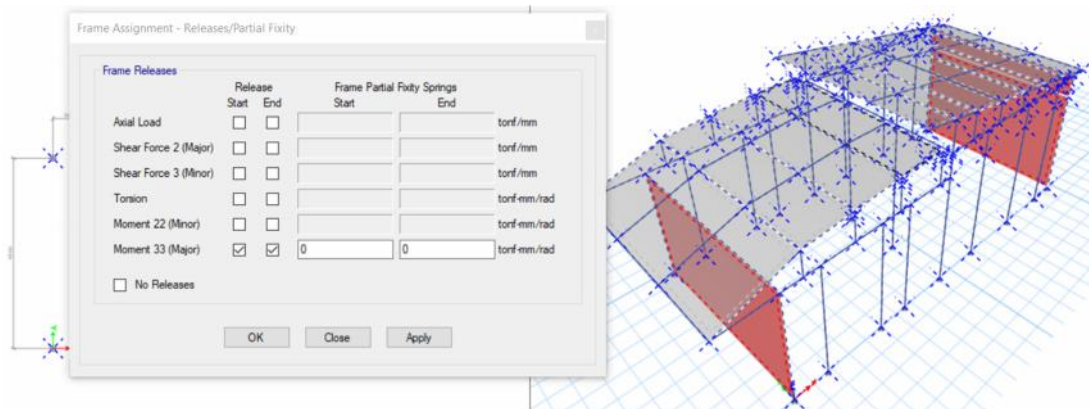 Frame Assignment - Releases/Partial Fixity
Frame Releases
Release Frame Partial Fixity Springs
Start End Start End
Axial Load tonf/mm
Shear Force 2 (Major) tonf/mm
Shear Force 3 (Minor) tonf/mm
Torsion tonf-mm/rad
Moment 22 (Minor) tonf-mm/rad
Moment 33 (Major) 0 0 tonf-mm/rad
No Releases
OK Close Apply